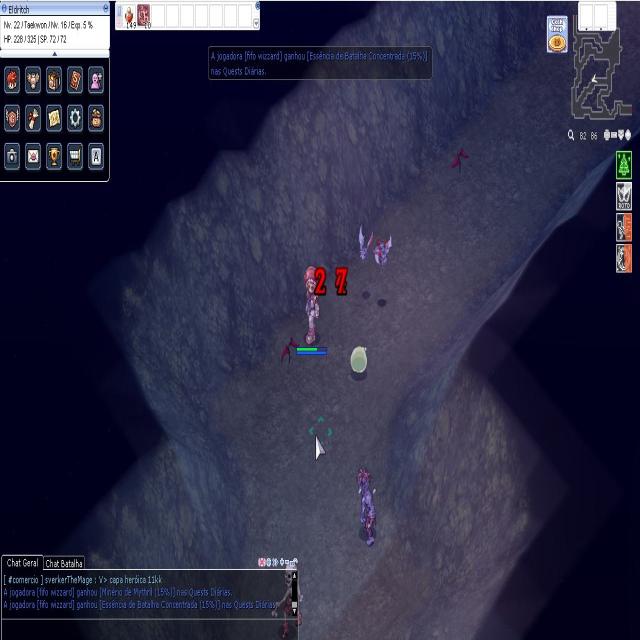 Eldritch
Nv. 22 / Taekwon / Nv. 16 / Exp. 5 %
HP. 228 / 325 | SP. 72 / 72
149 10
A jogadora [fifo wizzard] ganhou [Essência de Batalha Concentrada (15%)]
nas Quests Diárias.
82 86
2 7
Chat Geral Chat Batalha
[ #comercio ] sverkerTheMage : V> capa heróica 11kk
A jogadora [fifo wizzard] ganhou [Minério de Mythril (15%)] nas Quests Diárias.
A jogadora [fifo wizzard] ganhou [Essência de Batalha Concentrada (15%)] nas Quests Diárias.